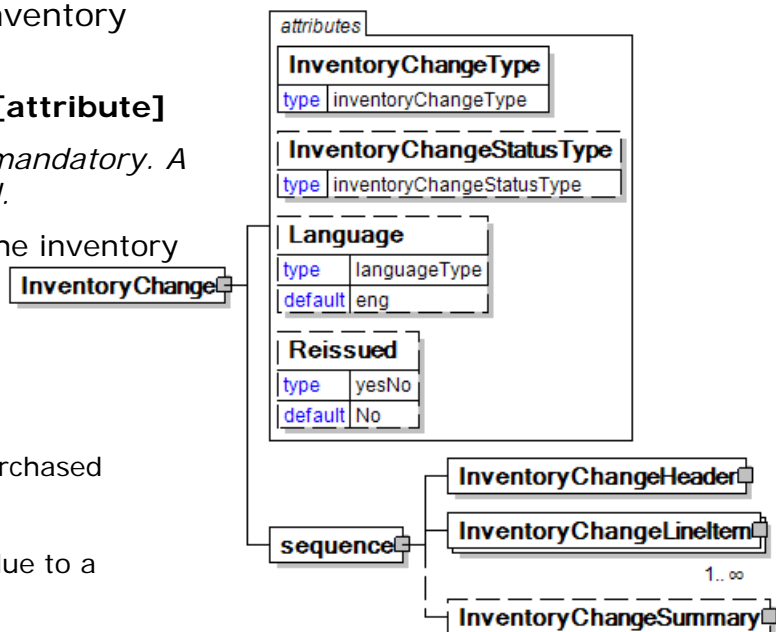 nventory
[attribute]
mandatory. A
he inventory
rchased
lue to a
attributes
InventoryChangeType
type inventoryChangeType
InventoryChangeStatusType
type inventoryChangeStatusType
Language
type languageType
default eng
Reissued
type yesNo
default No
InventoryChange
sequence
InventoryChangeHeader
InventoryChangeLineItem
1.. ∞
InventoryChangeSummary